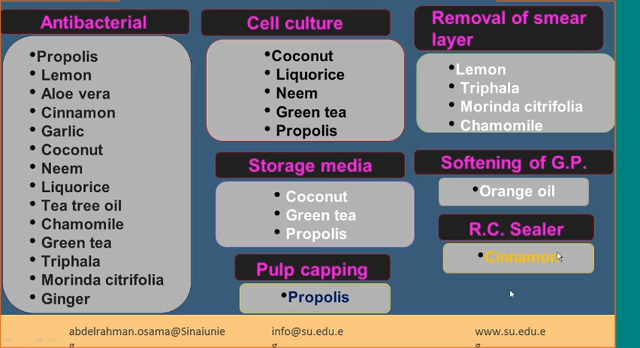 Antibacterial
•Propolis
• Lemon
• Aloe vera
• Cinnamon
• Garlic
• Coconut
• Neem
• Liquorice
• Tea tree oil
• Chamomile
• Green tea
• Triphala
• Morinda citrifolia
• Ginger
Cell culture
•Coconut
• Liquorice
• Neem
• Green tea
• Propolis
Storage media
• Coconut
• Green tea
• Propolis
Pulp capping
•Propolis
Removal of smear
layer
•Lemon
• Triphala
• Morinda citrifolia
• Chamomile
Softening of G.P.
•Orange oil
R.C. Sealer
•Cinnamon
abdelrahman.osama@Sinaiunie
g
info@su.edu.e
g
www.su.edu.e
g